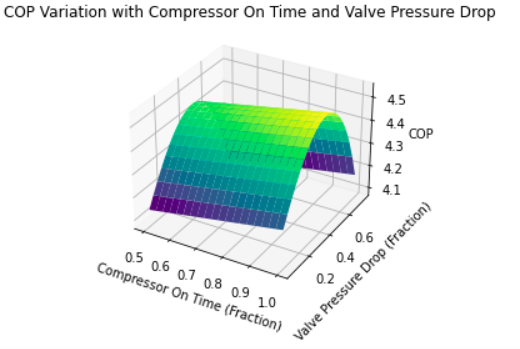 COP Variation with Compressor On Time and Valve Pressure Drop
4.5
4.4
COP
4.3
4.2
4.1
0.6
0.4
0.2
Valve Pressure Drop (Fraction)
0.5 0.6 0.7 0.8 0.9 1.0
Compressor On Time (Fraction)